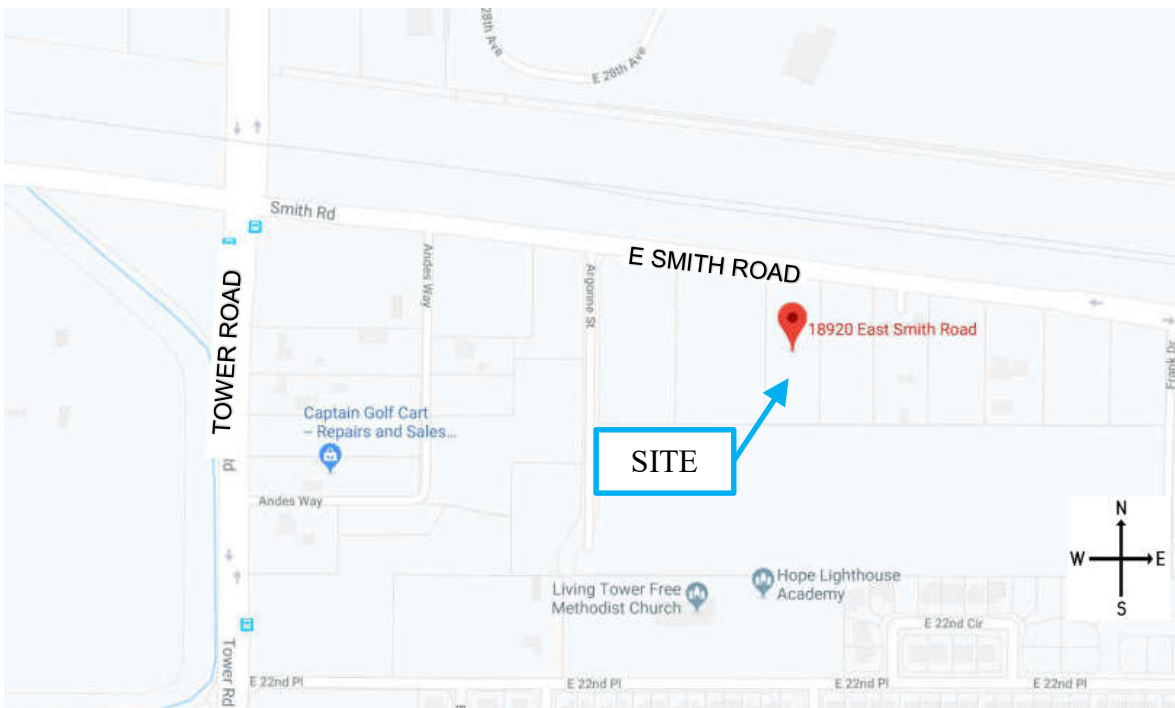 28th Ave
E 28th Ave
Smith Rd
E SMITH ROAD
Andes Way
Argonne St
TOWER ROAD
18920 East Smith Road
Frank Dr
Captain Golf Cart
– Repairs and Sales...
SITE
Rd
Andes Way
N
W E
S
Living Tower Free
Methodist Church
Hope Lighthouse
Academy
E 22nd Cir
Tower Rd
E 22nd Pl
E 22nd Pl
E 22nd Pl
E 22nd Pl